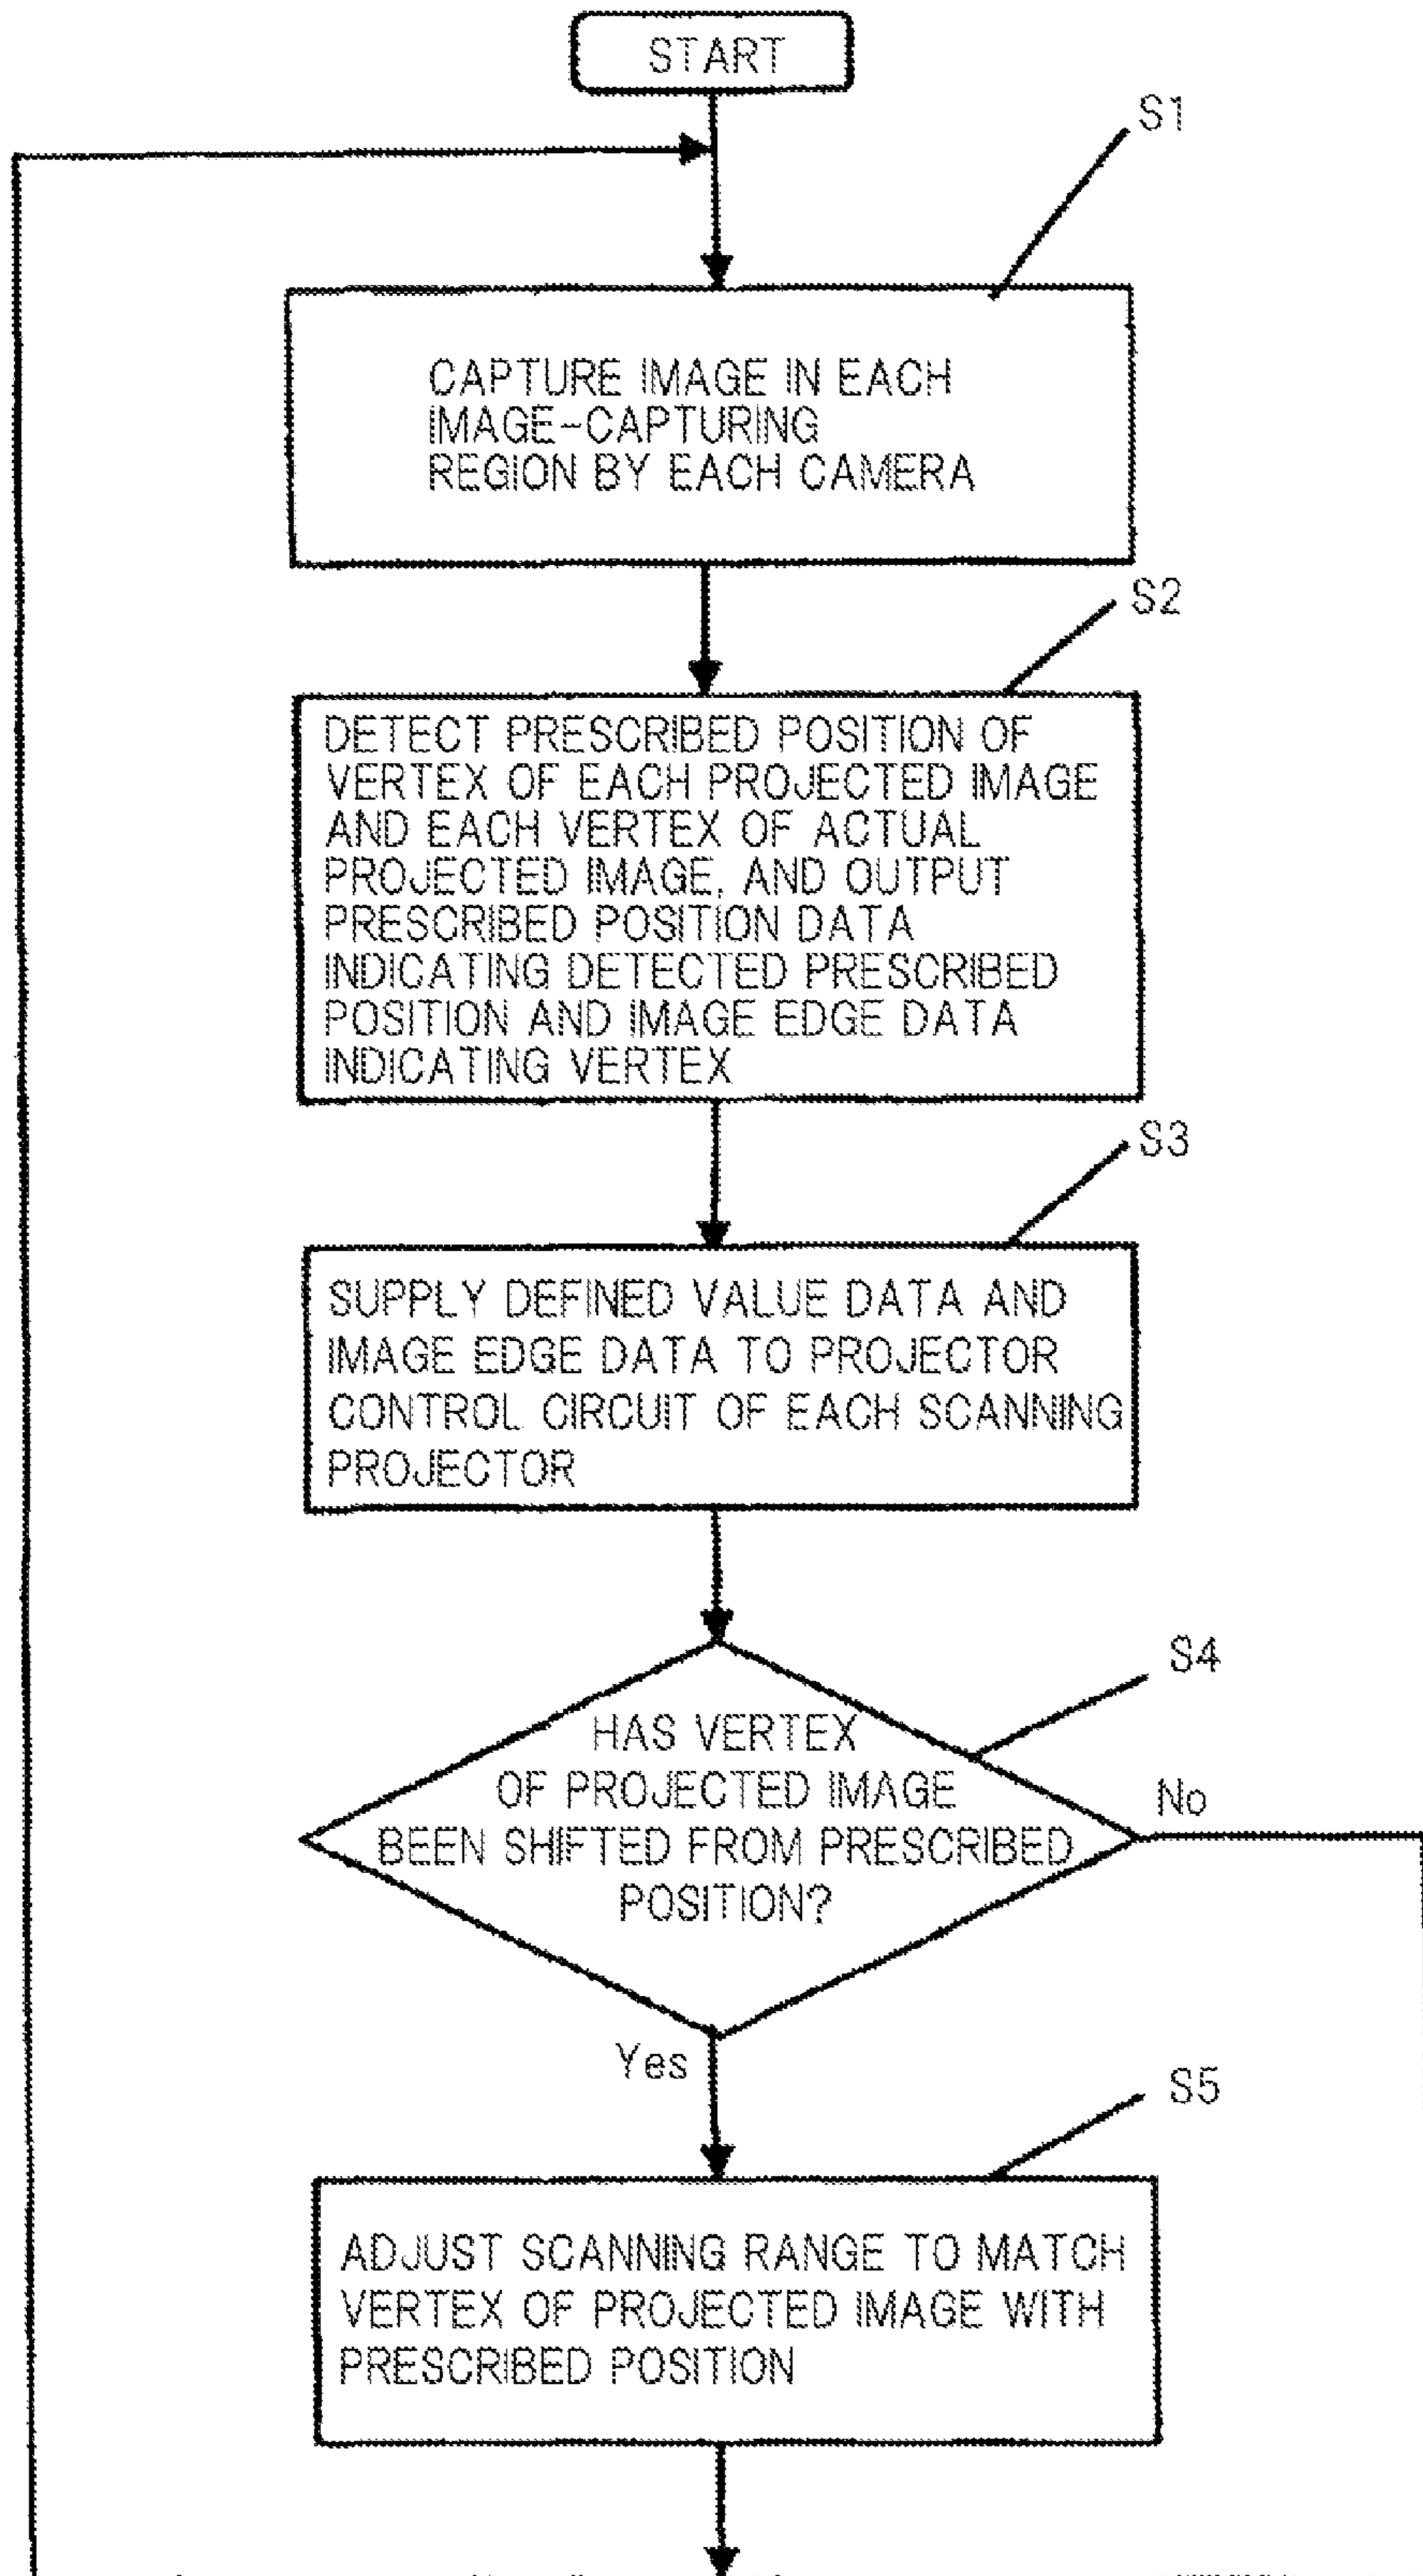 START
S1
CAPTURE IMAGE IN EACH
IMAGE-CAPTURING
REGION BY EACH CAMERA
S2
DETECT PRESCRIBED POSITION OF
VERTEX OF EACH PROJECTED IMAGE
AND EACH VERTEX OF ACTUAL
PROJECTED IMAGE, AND OUTPUT
PRESCRIBED POSITION DATA
INDICATING DETECTED PRESCRIBED
POSITION AND IMAGE EDGE DATA
INDICATING VERTEX
S3
SUPPLY DEFINED VALUE DATA AND
IMAGE EDGE DATA TO PROJECTOR
CONTROL CIRCUIT OF EACH SCANNING
PROJECTOR
S4
HAS VERTEX
OF PROJECTED IMAGE
BEEN SHIFTED FROM PRESCRIBED
POSITION?
No
Yes
S5
ADJUST SCANNING RANGE TO MATCH
VERTEX OF PROJECTED IMAGE WITH
PRESCRIBED POSITION